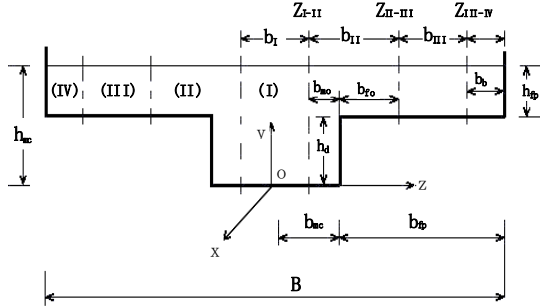 Z_I-II Z_II-III Z_III-IV
b_I b_II b_III
(IV) (III) (II) (I) b_mo b_fo b_b h_fp
h_mc V h_d
O Z
X b_mc b_fp
B